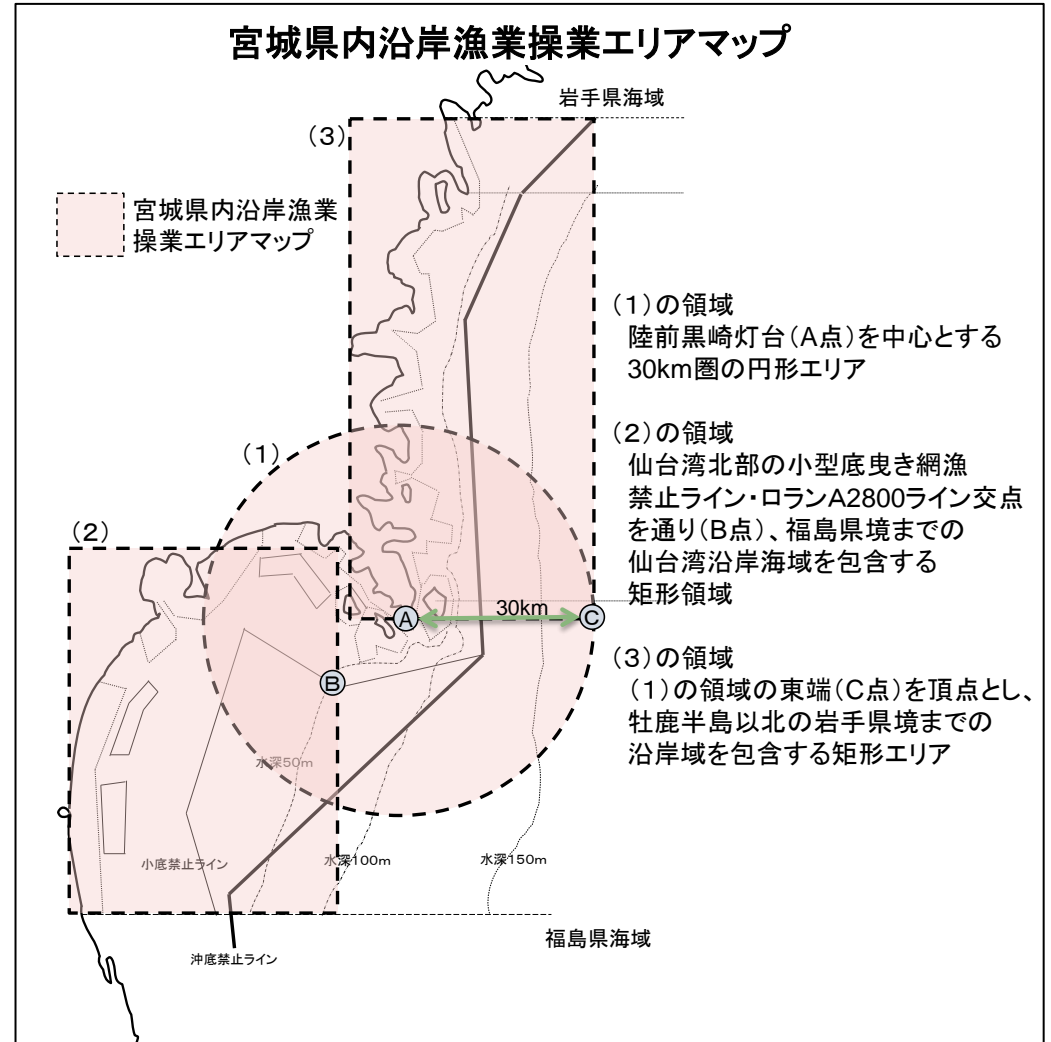 宮城県内沿岸漁業操業エリアマップ
岩手県海域
(3)
宮城県内沿岸漁業
操業エリアマップ
(1)の領域
陸前黒崎灯台(A点)を中心とする
30km圏の円形エリア
(1)
(2)の領域
仙台湾北部の小型底曳き網漁
禁止ライン・ロランA2800ライン交点
を通り(B点)、福島県境までの
仙台湾沿岸海域を包含する
矩形領域
(2)
A
30km
C
(3)の領域
(1)の領域の東端(C点)を頂点とし、
牡鹿半島以北の岩手県境までの
沿岸域を包含する矩形エリア
B
水深50m
小底禁止ライン
水深100m
水深150m
福島県海域
沖底禁止ライン